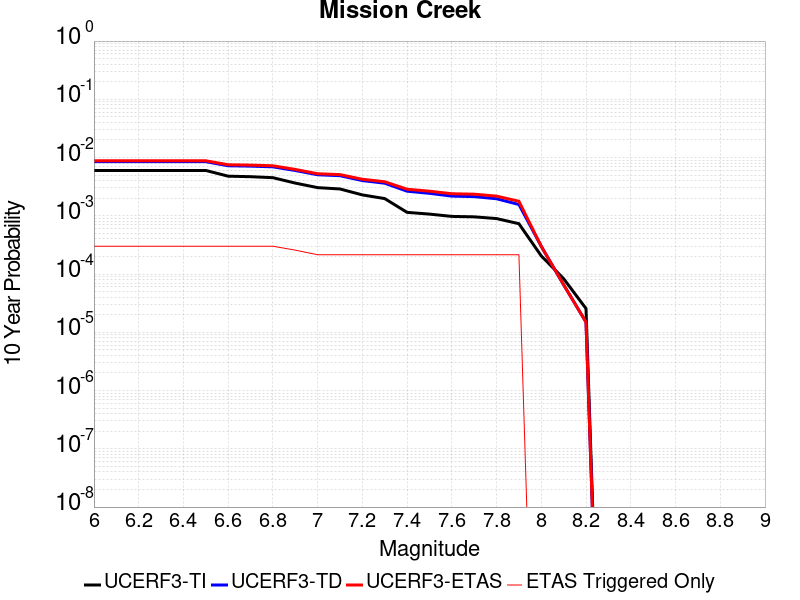 Mission Creek
10^0
10^-1
10^-2
10^-3
10^-4
10^-5
10^-6
10^-7
10^-8
10 Year Probability
6 6.2 6.4 6.6 6.8 7 7.2 7.4 7.6 7.8 8 8.2 8.4 8.6 8.8 9
Magnitude
UCERF3-TI UCERF3-TD UCERF3-ETAS ETAS Triggered Only